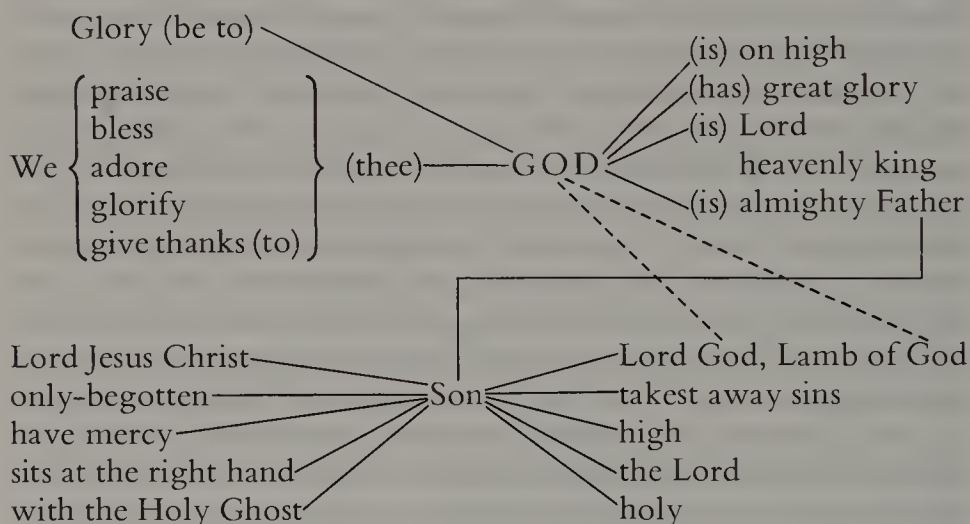 Glory (be to)
(is) on high
(has) great glory
(is) Lord
heavenly king
(is) almighty Father
We
praise
bless
adore
glorify
give thanks (to)
(thee)
GOD
Lord Jesus Christ
only-begotten
have mercy
sits at the right hand
with the Holy Ghost
Son
Lord God, Lamb of God
takest away sins
high
the Lord
holy